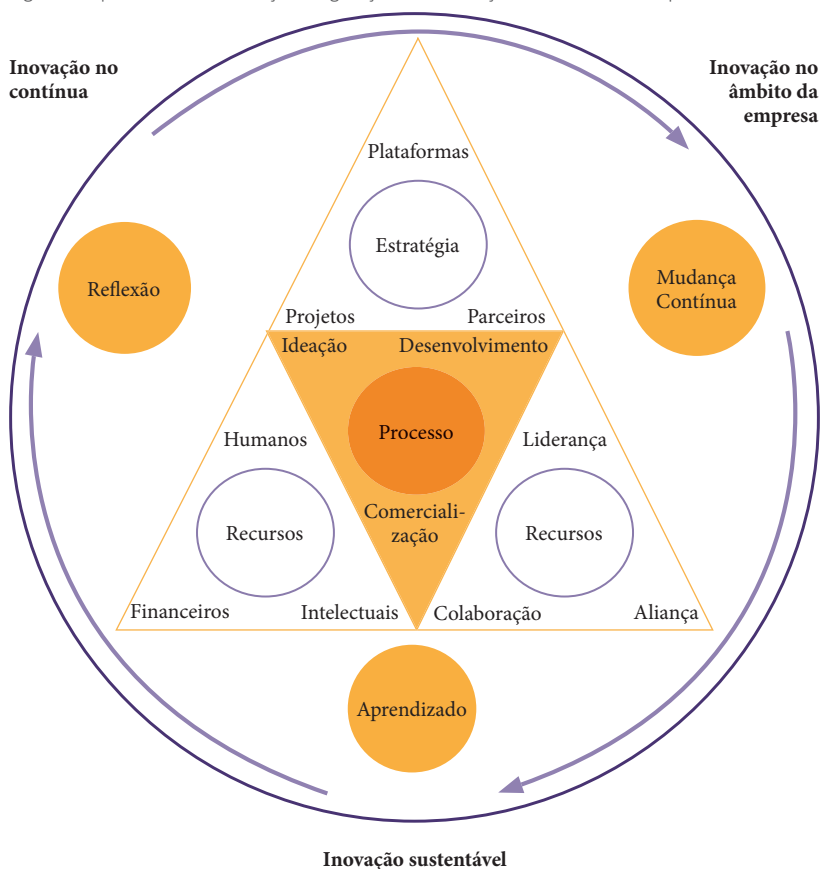 Inovação no
contínua
Inovação no
âmbito da
empresa
Plataformas
Estratégia
Reflexão
Mudança
Contínua
Projetos
Parceiros
Ideação
Desenvolvimento
Processo
Humanos
Liderança
Recursos
Recursos
Comerciali-
zação
Financeiros
Intelectuais
Colaboração
Aliança
Aprendizado
Inovação sustentável